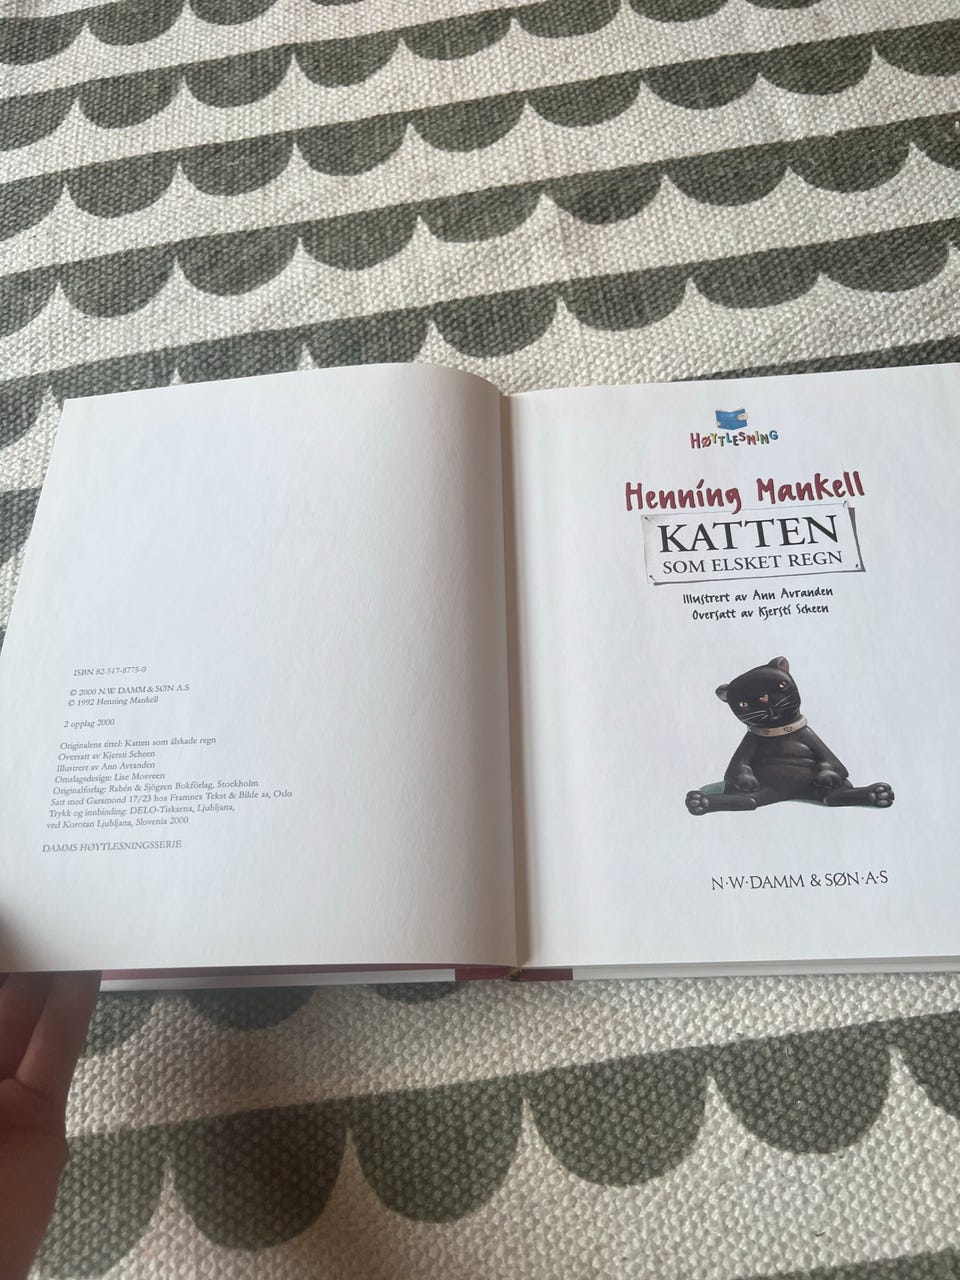 ISBN 82-517-8775-0
© 2000 N.W. DAMM & SØN A.S
© 1992 Henning Mankell
2 opplag 2000
Originalens tittel: Katten som älskade regn
Oversatt av Kjersti Scheen
Illustrert av Ann Avranden
Omslagsdesign: Lise Mosveen
Originalforlag: Rabén & Sjögren Bokförlag, Stockholm
Satt med Garamond 17/23 hos Framnes Tekst & Bilde as, Oslo
Trykk og innbinding: DELO-Tiskarna, Ljubljana,
ved Korotan Ljubljana, Slovenia 2000
DAMMS HØYTLESNINGSSERIE
HØYTLESNING
Henning Mankell
KATTEN
SOM ELSKET REGN
Illustrert av Ann Avranden
Oversatt av Kjersti Scheen
N·W·DAMM & SØN·A·S